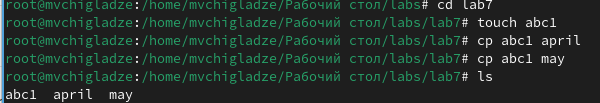 root@mvchigladze:/home/mvchigladze/Рабочий стол/labs# cd lab7
root@mvchigladze:/home/mvchigladze/Рабочий стол/labs/lab7# touch abc1
root@mvchigladze:/home/mvchigladze/Рабочий стол/labs/lab7# cp abc1 april
root@mvchigladze:/home/mvchigladze/Рабочий стол/labs/lab7# cp abc1 may
root@mvchigladze:/home/mvchigladze/Рабочий стол/labs/lab7# ls
abc1  april  may